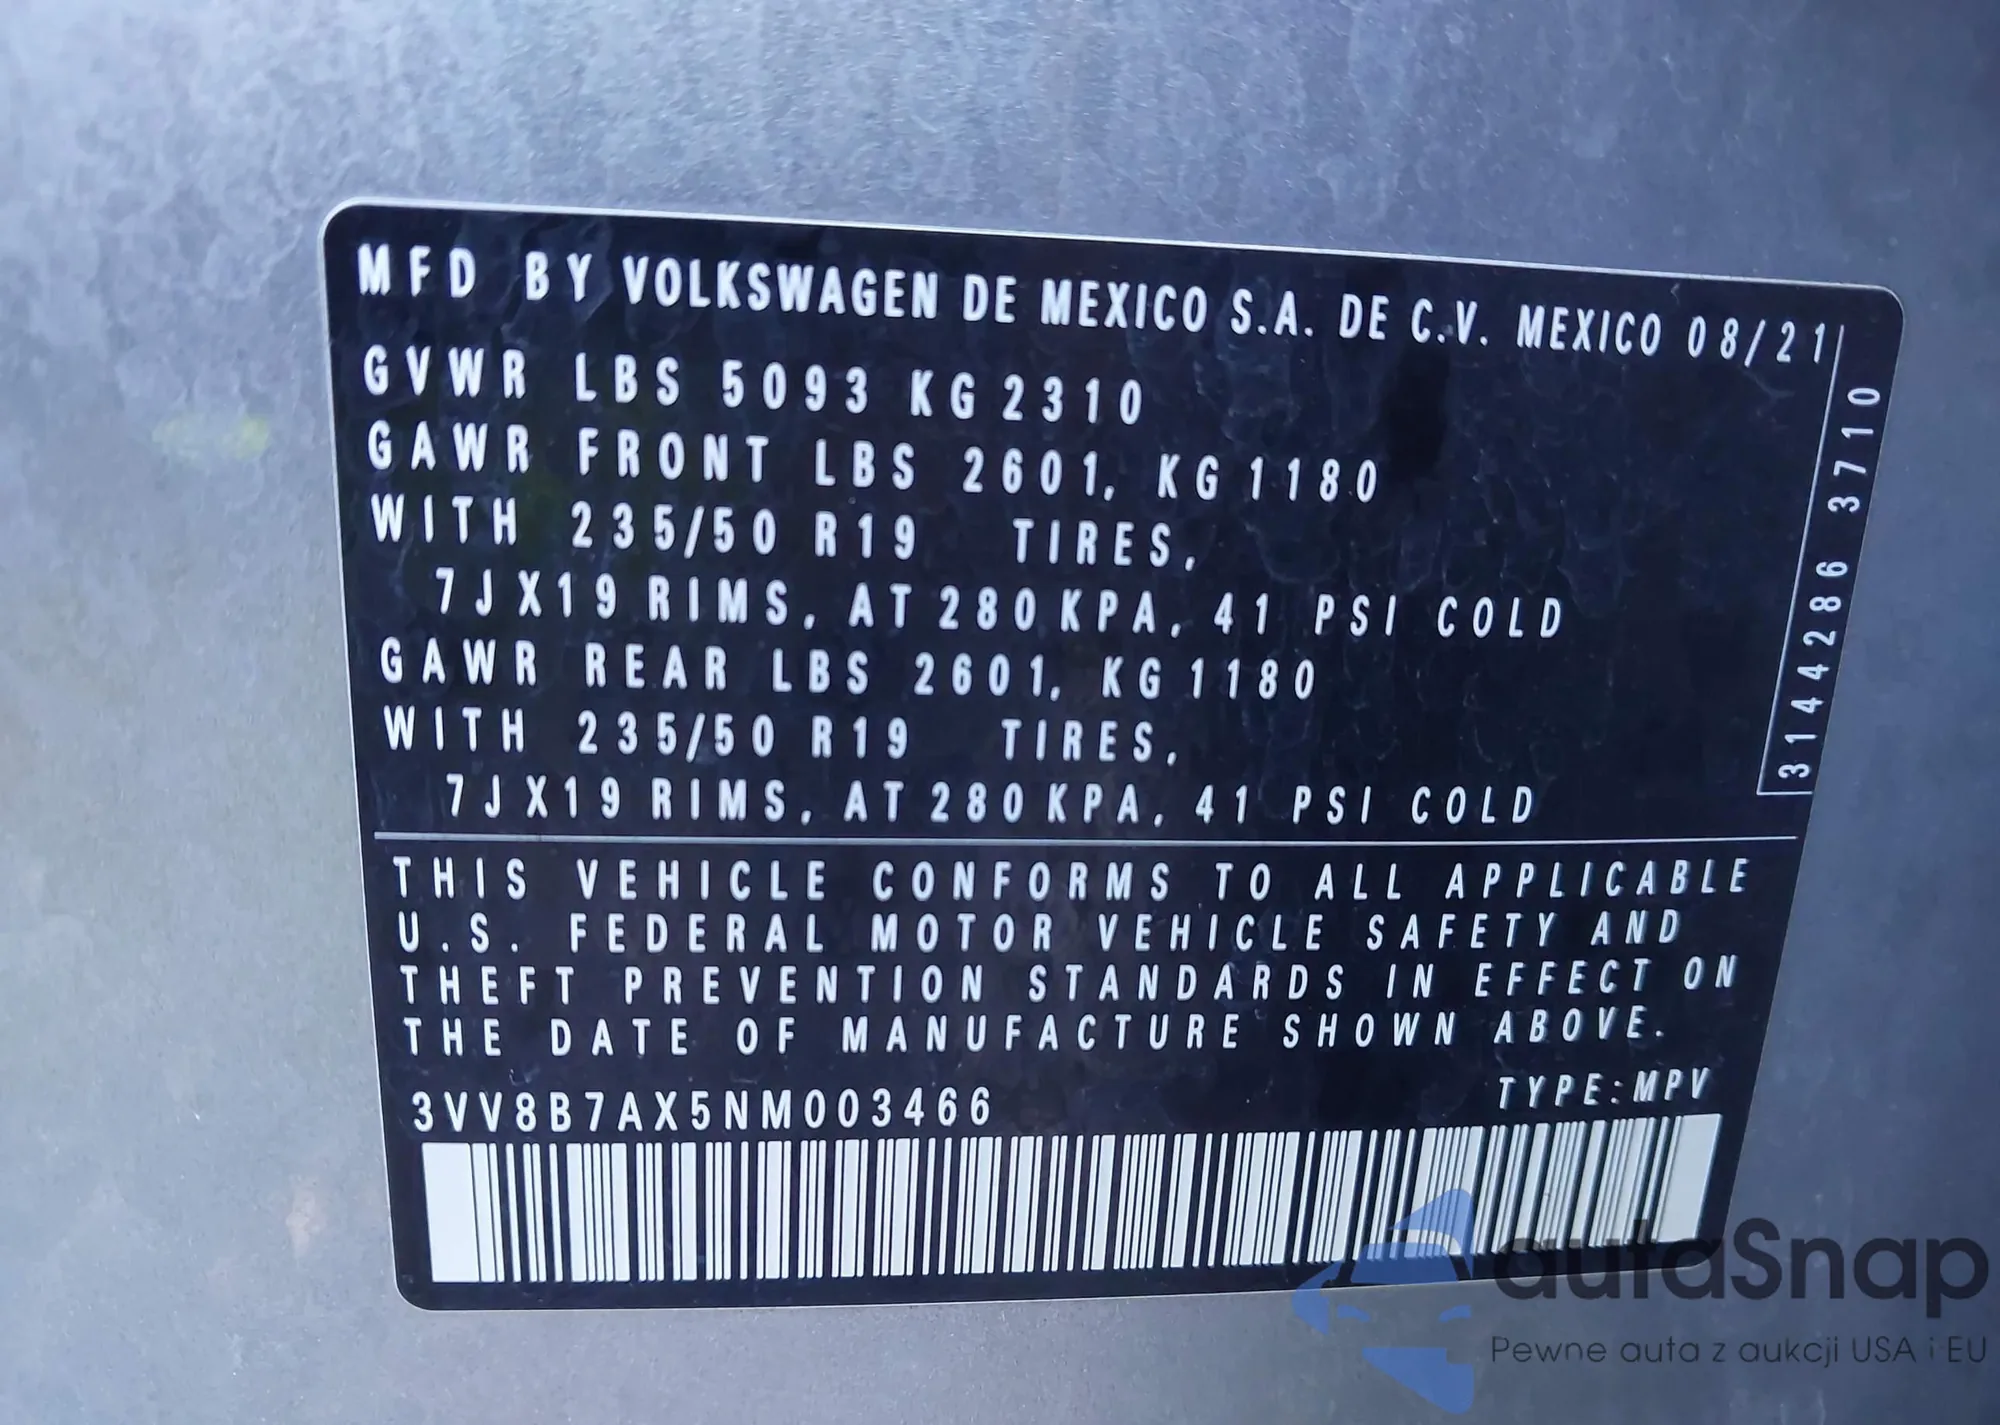 MFD BY VOLKSWAGEN DE MEXICO S.A. DE C.V. MEXICO 08/21
GVWR LBS 5093 KG 2310
GAWR FRONT LBS 2601, KG 1180
WITH 235/50 R19 TIRES,
7JX19 RIMS, AT 280 KPA, 41 PSI COLD
GAWR REAR LBS 2601, KG 1180
WITH 235/50 R19 TIRES,
7JX19 RIMS, AT 280 KPA, 41 PSI COLD
3144286 3710
THIS VEHICLE CONFORMS TO ALL APPLICABLE
U.S. FEDERAL MOTOR VEHICLE SAFETY AND
THEFT PREVENTION STANDARDS IN EFFECT ON
THE DATE OF MANUFACTURE SHOWN ABOVE.
3VV8B7AX5NM003466 TYPE:MPV
autaSnap
Pewne auta z aukcji USA i EU